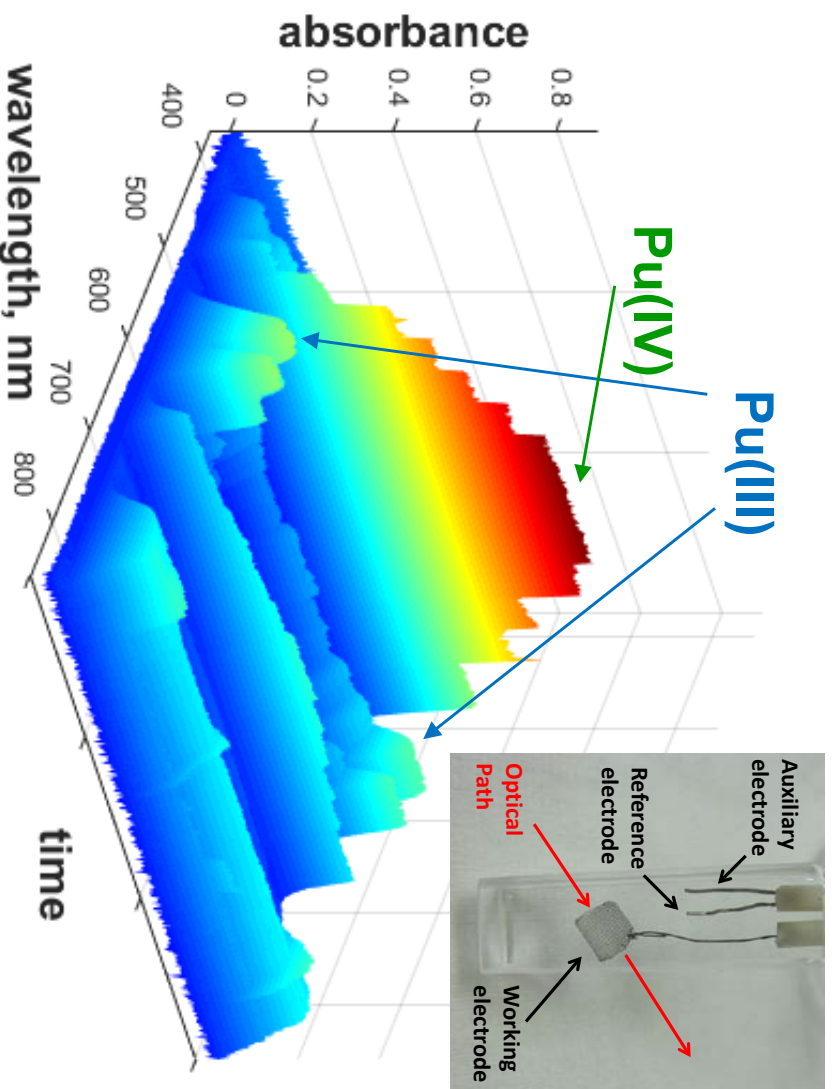 Pu(III)
Pu(IV)
absorbance
0.8
0.6
0.4
0.2
0
400
500
600
700
800
wavelength, nm
time
Auxiliary
electrode
Reference
electrode
Optical
Path
Working
electrode